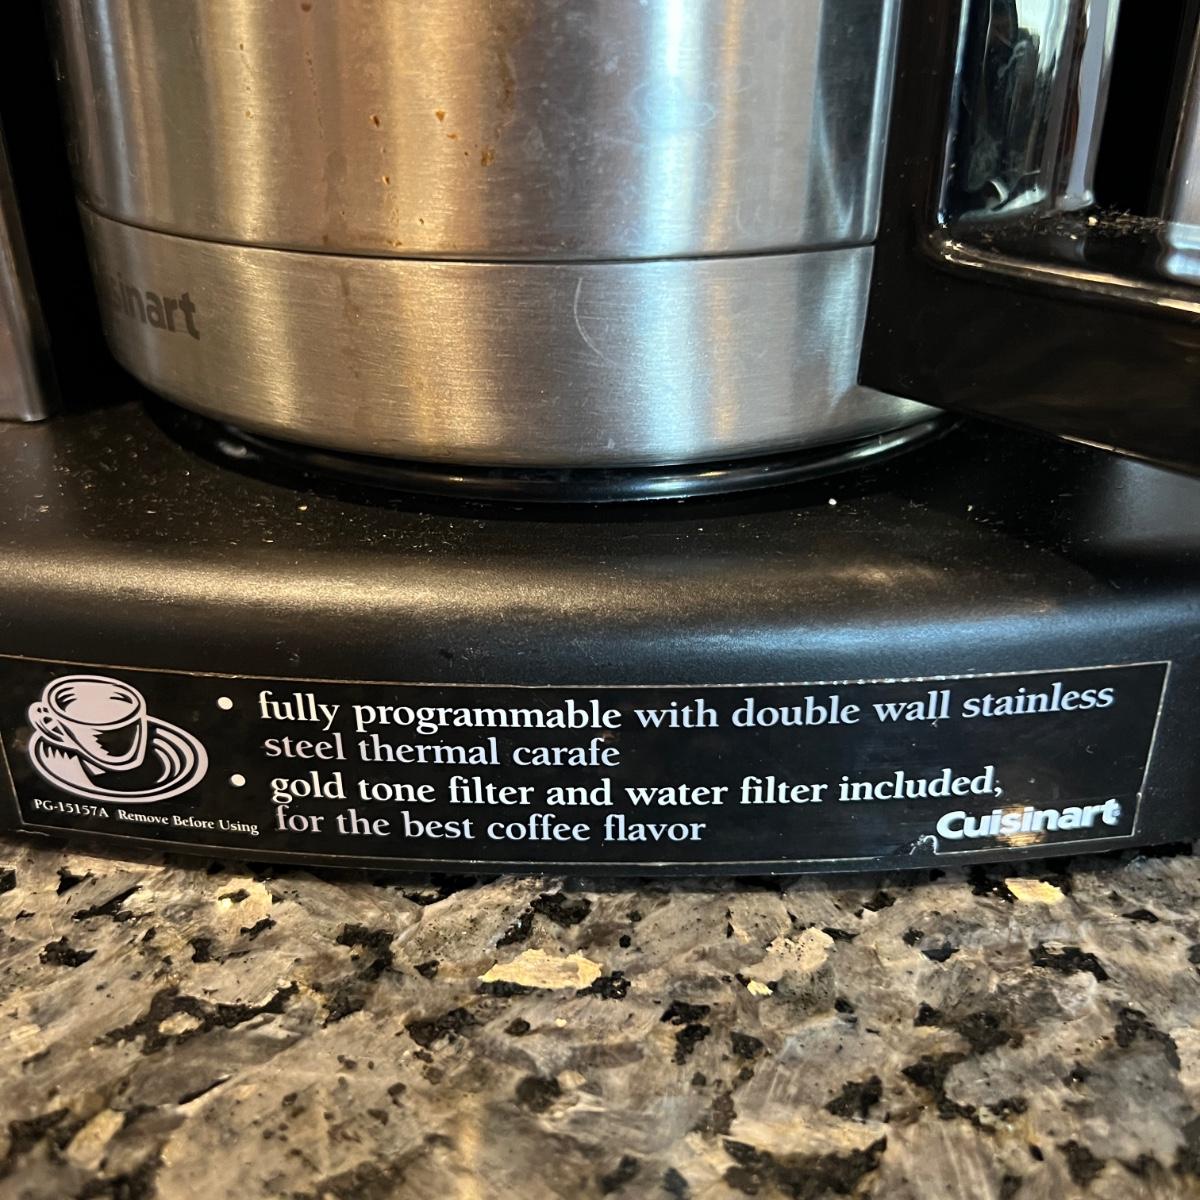 sinart
• fully programmable with double wall stainless
steel thermal carafe
• gold tone filter and water filter included,
for the best coffee flavor
PG-15157A Remove Before Using
Cuisinart